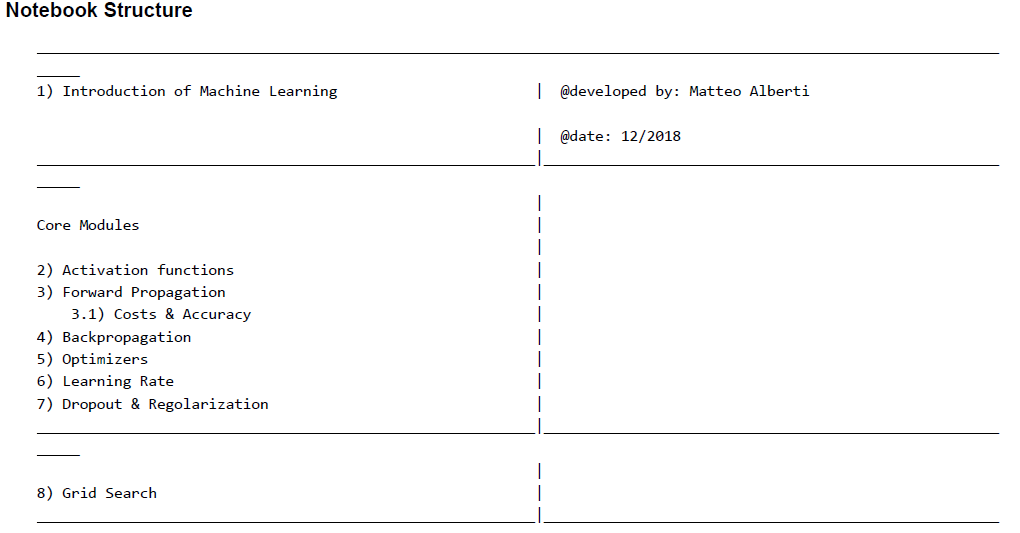 Notebook Structure
1) Introduction of Machine Learning | @developed by: Matteo Alberti
| @date: 12/2018
Core Modules
2) Activation functions
3) Forward Propagation
3.1) Costs & Accuracy
4) Backpropagation
5) Optimizers
6) Learning Rate
7) Dropout & Regolarization
8) Grid Search